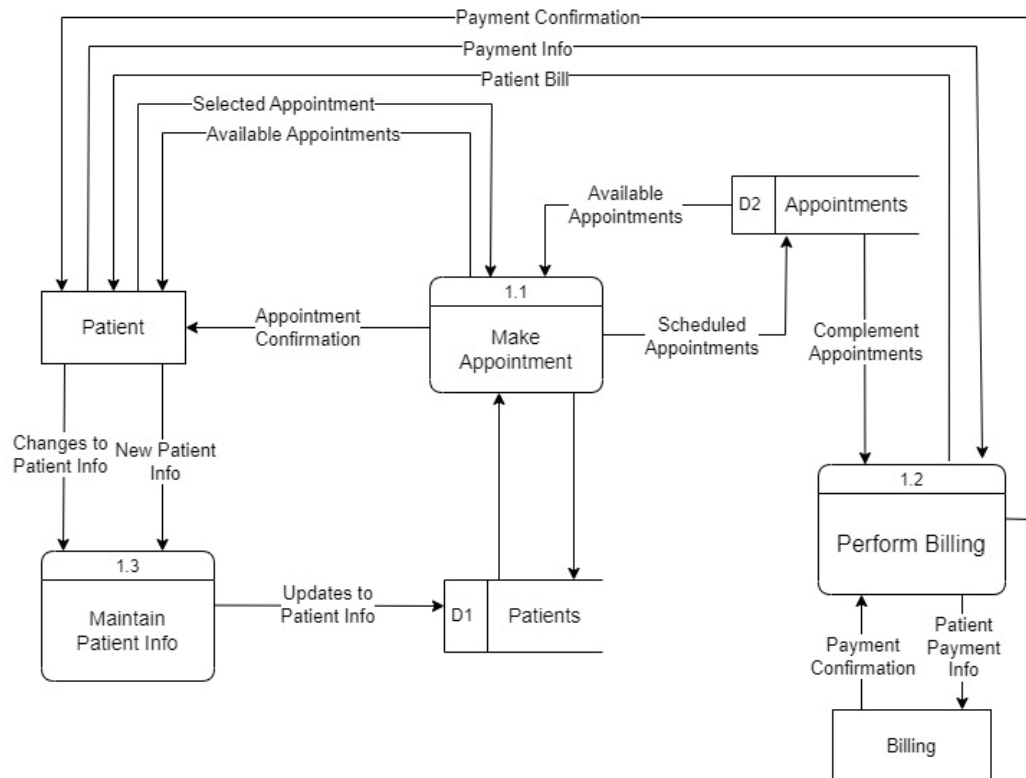 Payment Confirmation
Payment Info
Patient Bill
Selected Appointment
Available Appointments
Available
Appointments
D2
Appointments
1.1
Make
Appointment
Patient
Appointment
Confirmation
Scheduled
Appointments
Complement
Appointments
Changes to
Patient Info
New Patient
Info
1.2
Perform Billing
1.3
Maintain
Patient Info
Updates to
Patient Info
D1
Patients
Payment
Confirmation
Patient
Payment
Info
Billing